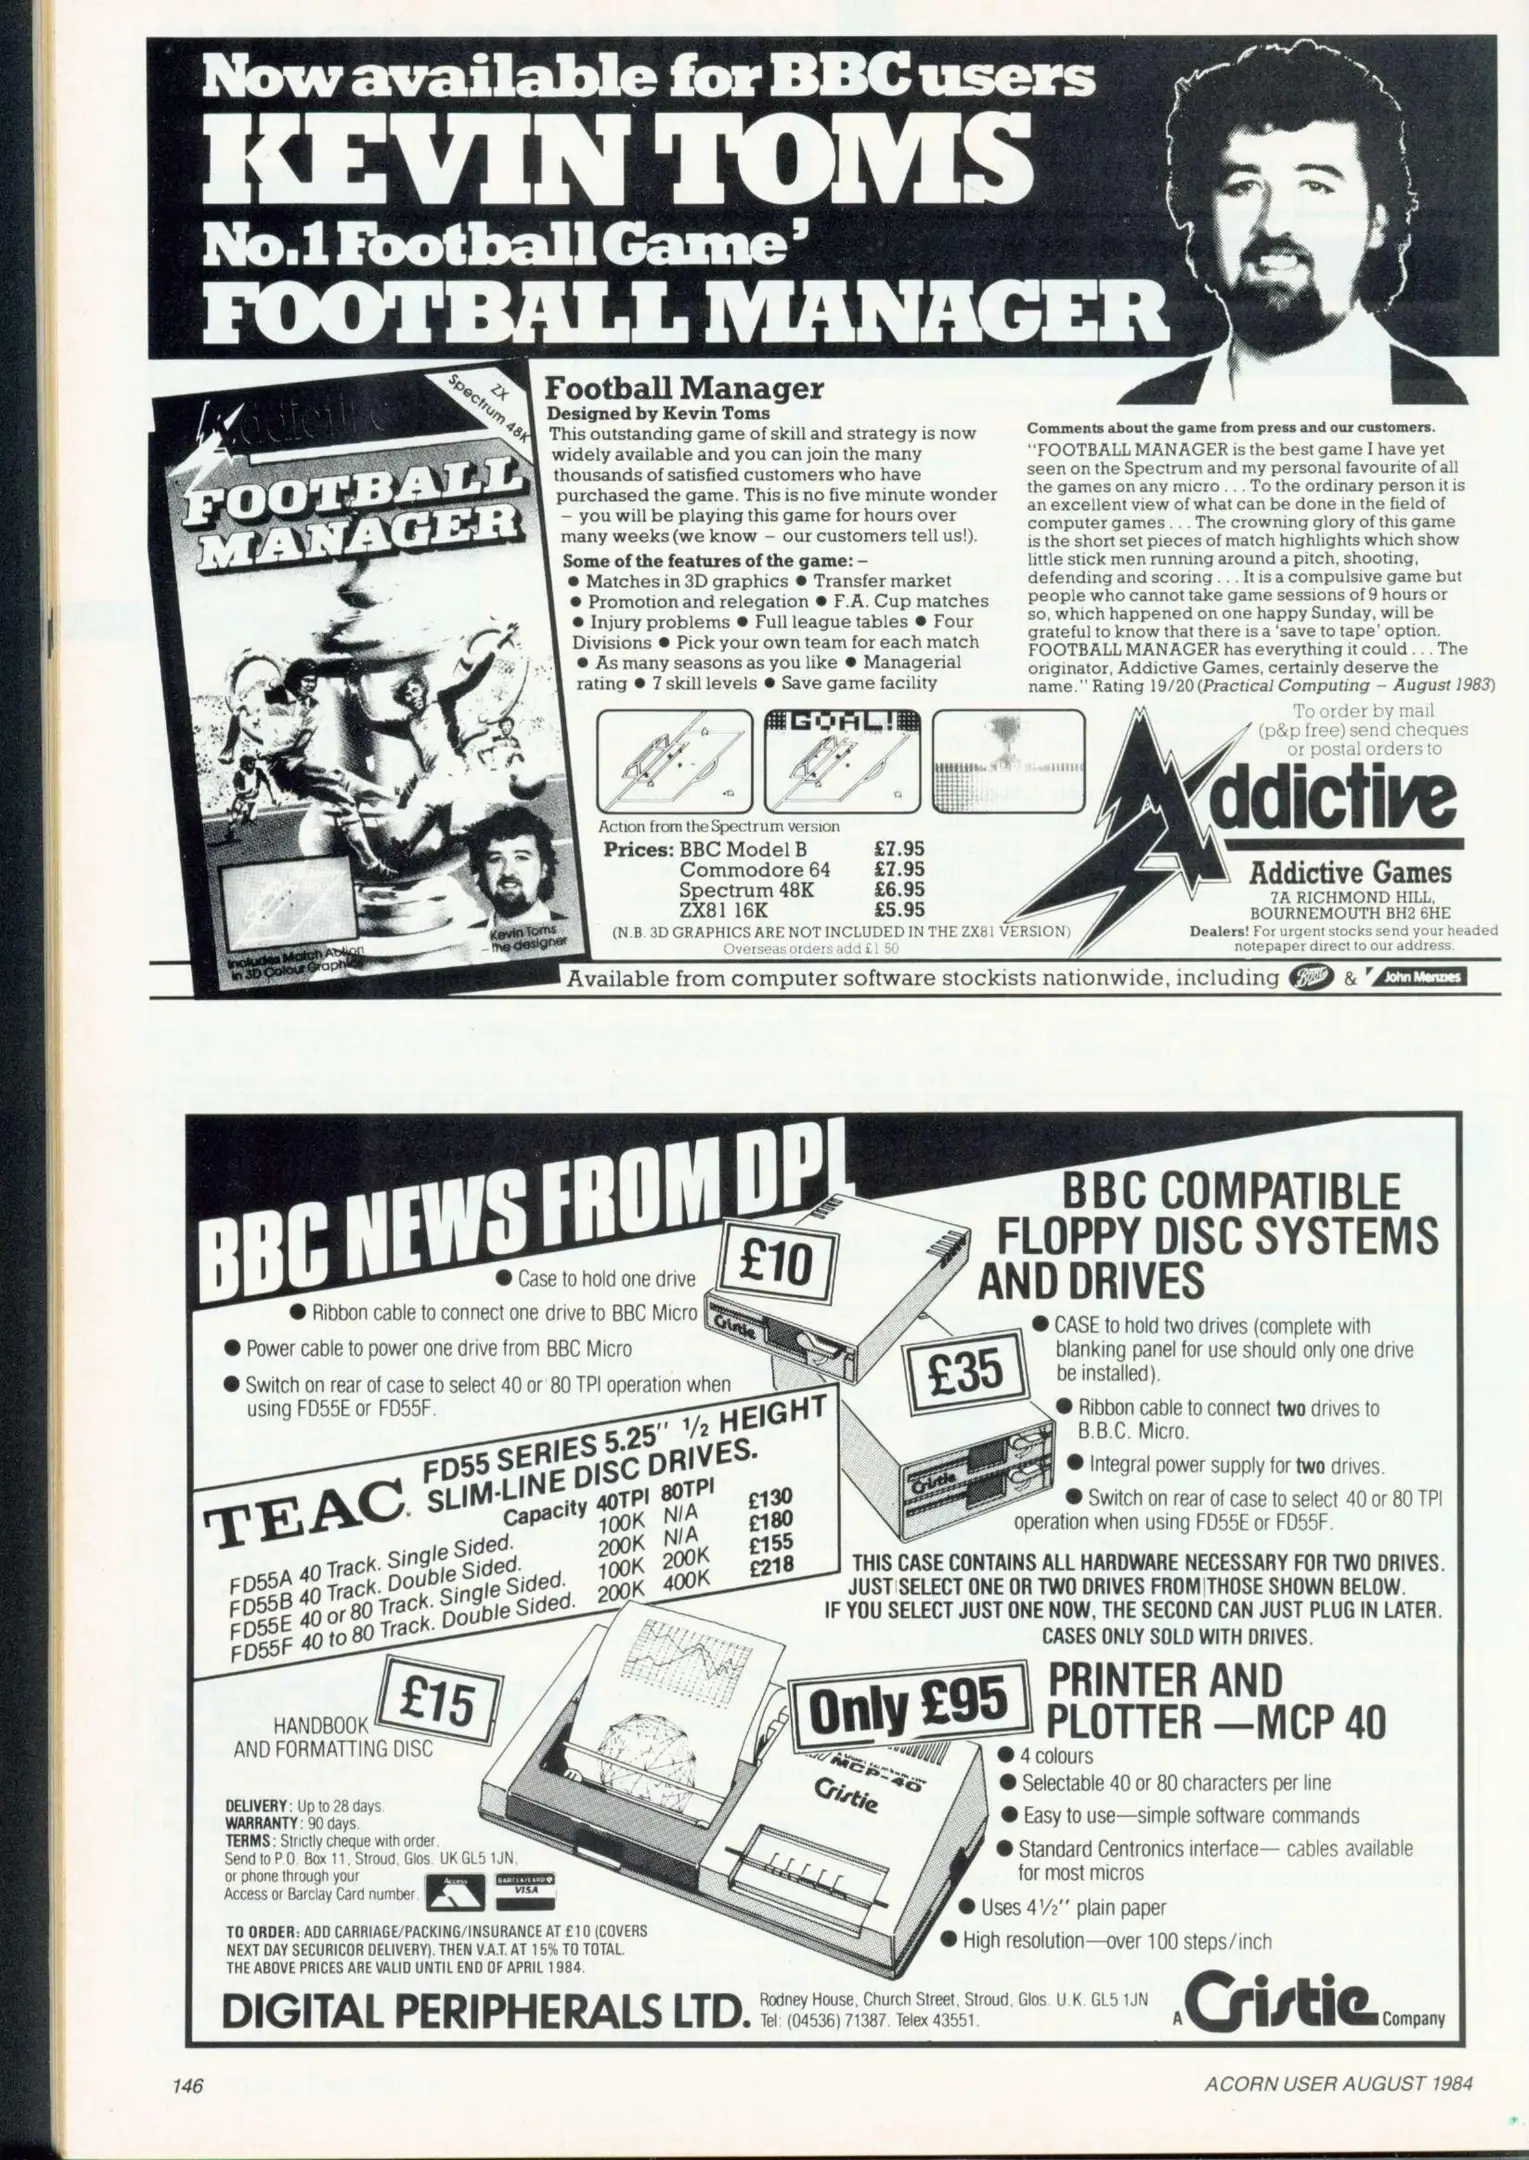 Now available for BBC users
KEVIN TOMS
No.1 Football Game'
FOOTBALL MANAGER
ZX
Spectrum 48K
Addictive
FOOTBALL
MANAGER
Includes Match Action
in 3D Colour Graphics
Kevin Toms
– the designer
Football Manager
Designed by Kevin Toms
This outstanding game of skill and strategy is now
widely available and you can join the many
thousands of satisfied customers who have
purchased the game. This is no five minute wonder
– you will be playing this game for hours over
many weeks (we know – our customers tell us!).
Some of the features of the game: –
● Matches in 3D graphics ● Transfer market
● Promotion and relegation ● F.A. Cup matches
● Injury problems ● Full league tables ● Four
Divisions ● Pick your own team for each match
● As many seasons as you like ● Managerial
rating ● 7 skill levels ● Save game facility
Comments about the game from press and our customers.
"FOOTBALL MANAGER is the best game I have yet
seen on the Spectrum and my personal favourite of all
the games on any micro . . . To the ordinary person it is
an excellent view of what can be done in the field of
computer games . . . The crowning glory of this game
is the short set pieces of match highlights which show
little stick men running around a pitch, shooting,
defending and scoring . . . It is a compulsive game but
people who cannot take game sessions of 9 hours or
so, which happened on one happy Sunday, will be
grateful to know that there is a 'save to tape' option.
FOOTBALL MANAGER has everything it could . . . The
originator, Addictive Games, certainly deserve the
name." Rating 19/20 (Practical Computing – August 1983)
GOAL!
Action from the Spectrum version
Prices: BBC Model B £7.95
Commodore 64 £7.95
Spectrum 48K £6.95
ZX81 16K £5.95
(N.B. 3D GRAPHICS ARE NOT INCLUDED IN THE ZX81 VERSION)
Overseas orders add £1.50
To order by mail
(p&p free) send cheques
or postal orders to
Addictive
Addictive Games
7A RICHMOND HILL,
BOURNEMOUTH BH2 6HE
Dealers! For urgent stocks send your headed
notepaper direct to our address.
Available from computer software stockists nationwide, including Boots & John Menzies
BBC NEWS FROM DPL
£10
● Case to hold one drive
● Ribbon cable to connect one drive to BBC Micro
● Power cable to power one drive from BBC Micro
● Switch on rear of case to select 40 or 80 TPI operation when
using FD55E or FD55F.
Cristie
BBC COMPATIBLE
FLOPPY DISC SYSTEMS
AND DRIVES
£35
● CASE to hold two drives (complete with
blanking panel for use should only one drive
be installed).
● Ribbon cable to connect two drives to
B.B.C. Micro.
● Integral power supply for two drives.
● Switch on rear of case to select 40 or 80 TPI
operation when using FD55E or FD55F.
Cristie
TEAC FD55 SERIES 5.25" ½ HEIGHT
SLIM-LINE DISC DRIVES.
Capacity 40TPI 80TPI
FD55A 40 Track. Single Sided. 100K N/A £130
FD55B 40 Track. Double Sided. 200K N/A £180
FD55E 40 or 80 Track. Single Sided. 100K 200K £155
FD55F 40 to 80 Track. Double Sided. 200K 400K £218
THIS CASE CONTAINS ALL HARDWARE NECESSARY FOR TWO DRIVES.
JUST SELECT ONE OR TWO DRIVES FROM THOSE SHOWN BELOW.
IF YOU SELECT JUST ONE NOW, THE SECOND CAN JUST PLUG IN LATER.
CASES ONLY SOLD WITH DRIVES.
£15
HANDBOOK
AND FORMATTING DISC
Only £95
PRINTER AND
PLOTTER —MCP 40
● 4 colours
● Selectable 40 or 80 characters per line
● Easy to use—simple software commands
● Standard Centronics interface— cables available
for most micros
● Uses 4½" plain paper
● High resolution—over 100 steps/inch
MCP-40
Cristie
DELIVERY: Up to 28 days.
WARRANTY: 90 days.
TERMS: Strictly cheque with order.
Send to P.O. Box 11, Stroud, Glos. UK GL5 1JN,
or phone through your
Access or Barclay Card number.
Access
BARCLAYCARD
VISA
TO ORDER: ADD CARRIAGE/PACKING/INSURANCE AT £10 (COVERS
NEXT DAY SECURICOR DELIVERY). THEN V.A.T. AT 15% TO TOTAL.
THE ABOVE PRICES ARE VALID UNTIL END OF APRIL 1984.
DIGITAL PERIPHERALS LTD. Rodney House, Church Street, Stroud, Glos. U.K. GL5 1JN
Tel: (04536) 71387. Telex 43551.
A Cristie Company
146
ACORN USER AUGUST 1984